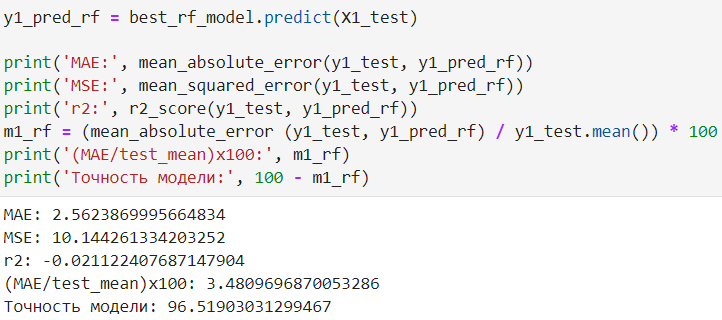 y1_pred_rf = best_rf_model.predict(X1_test)
print('MAE:', mean_absolute_error(y1_test, y1_pred_rf))
print('MSE:', mean_squared_error(y1_test, y1_pred_rf))
print('r2:', r2_score(y1_test, y1_pred_rf))
m1_rf = (mean_absolute_error (y1_test, y1_pred_rf) / y1_test.mean()) * 100
print('(MAE/test_mean)x100:', m1_rf)
print('Точность модели:', 100 - m1_rf)
MAE: 2.5623869995664834
MSE: 10.144261334203252
r2: -0.021122407687147904
(MAE/test_mean)x100: 3.4809696870053286
Точность модели: 96.51903031299467